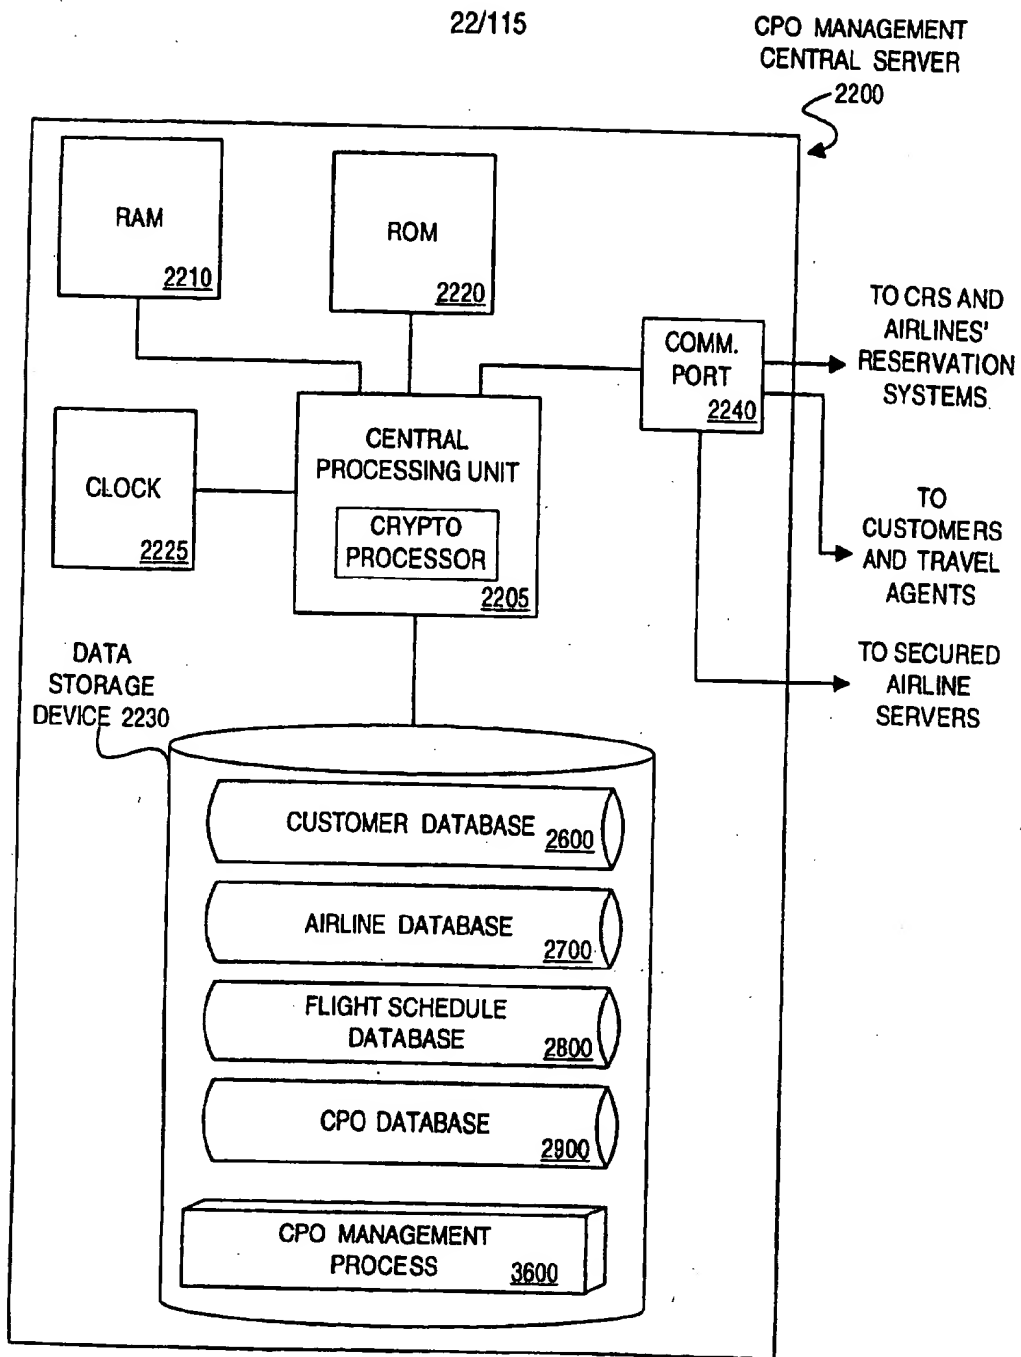 22/115
CPO MANAGEMENT
CENTRAL SERVER
2200
RAM
2210
ROM
2220
COMM.
PORT
2240
TO CRS AND
AIRLINES'
RESERVATION
SYSTEMS
CLOCK
2225
CENTRAL
PROCESSING UNIT
CRYPTO
PROCESSOR
2205
TO
CUSTOMERS
AND TRAVEL
AGENTS
TO SECURED
AIRLINE
SERVERS
DATA
STORAGE
DEVICE 2230
CUSTOMER DATABASE 2600
AIRLINE DATABASE 2700
FLIGHT SCHEDULE
DATABASE 2800
CPO DATABASE 2900
CPO MANAGEMENT
PROCESS 3600